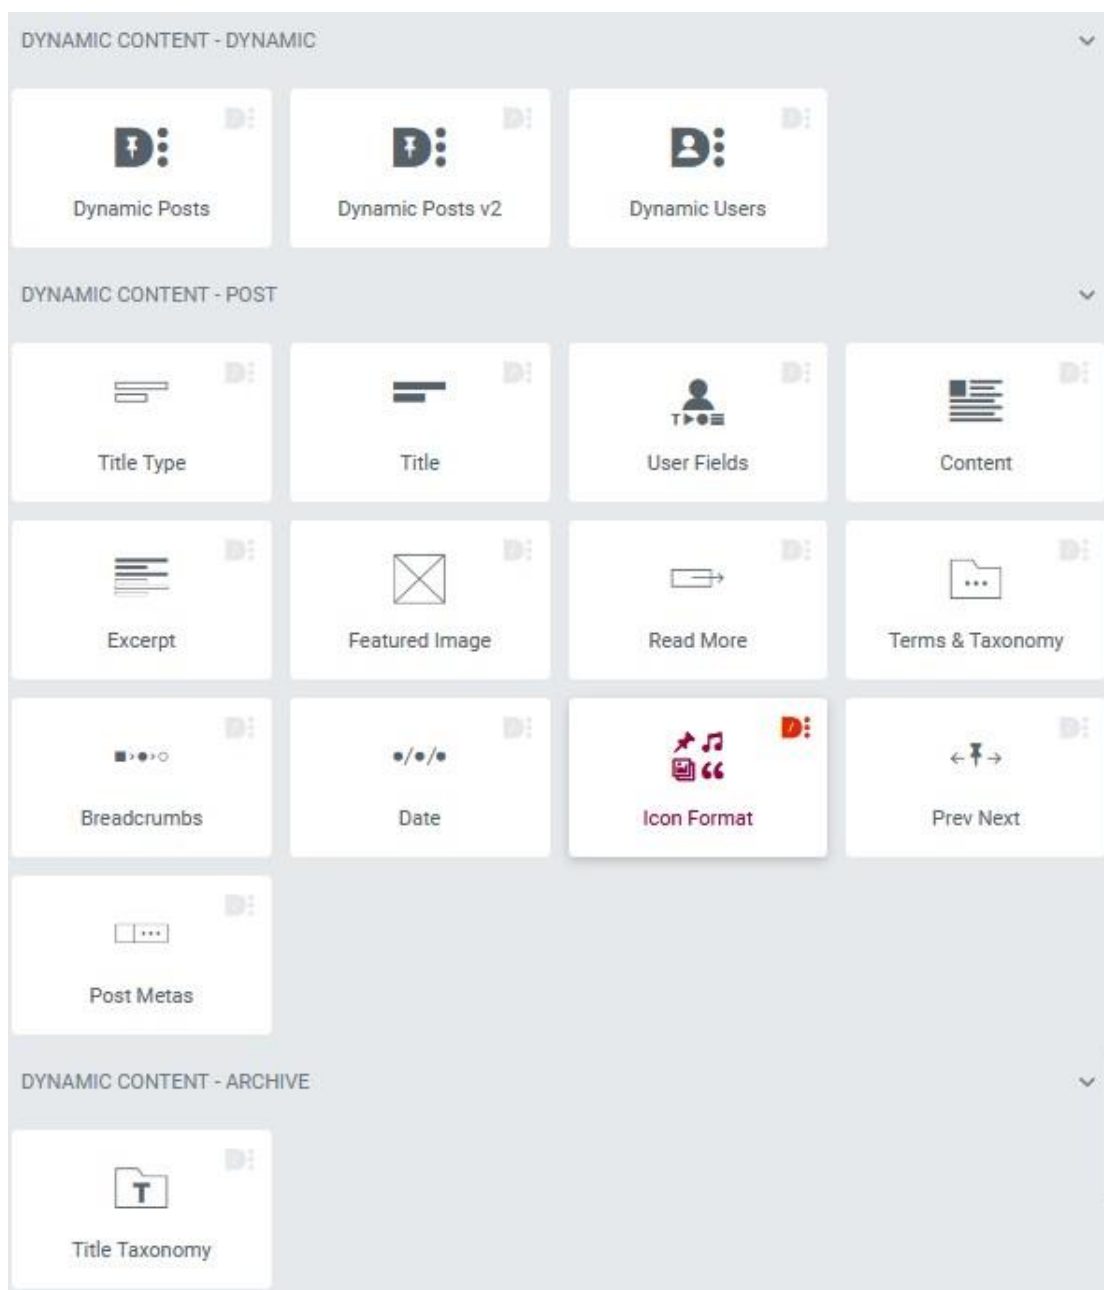 DYNAMIC CONTENT - DYNAMIC
Dynamic Posts
Dynamic Posts v2
Dynamic Users
DYNAMIC CONTENT - POST
Title Type
Title
User Fields
Content
Excerpt
Featured Image
Read More
Terms & Taxonomy
Breadcrumbs
Date
Icon Format
Prev Next
Post Metas
DYNAMIC CONTENT - ARCHIVE
Title Taxonomy